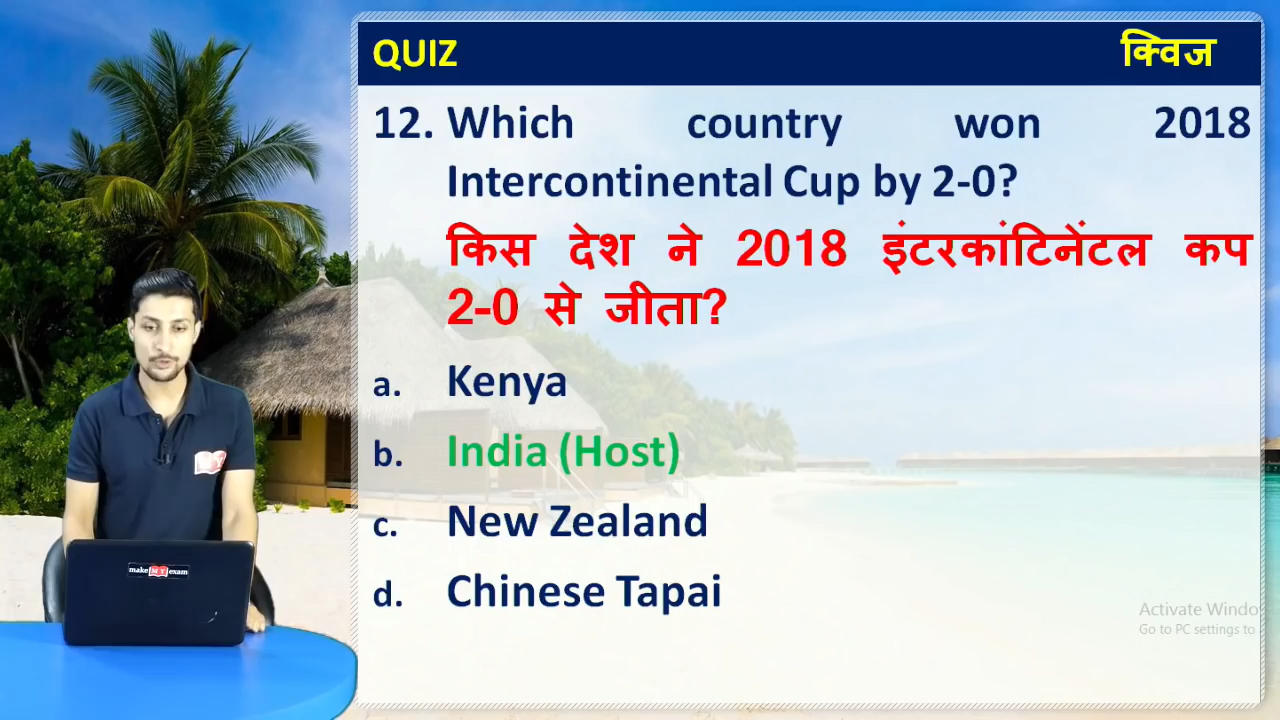 QUIZ क्विज
12. Which country won 2018
Intercontinental Cup by 2-0?
किस देश ने 2018 इंटरकांटिनेंटल कप
2-0 से जीता?
a. Kenya
b. India (Host)
c. New Zealand
d. Chinese Tapai
make MY exam
Activate Windo
Go to PC settings to